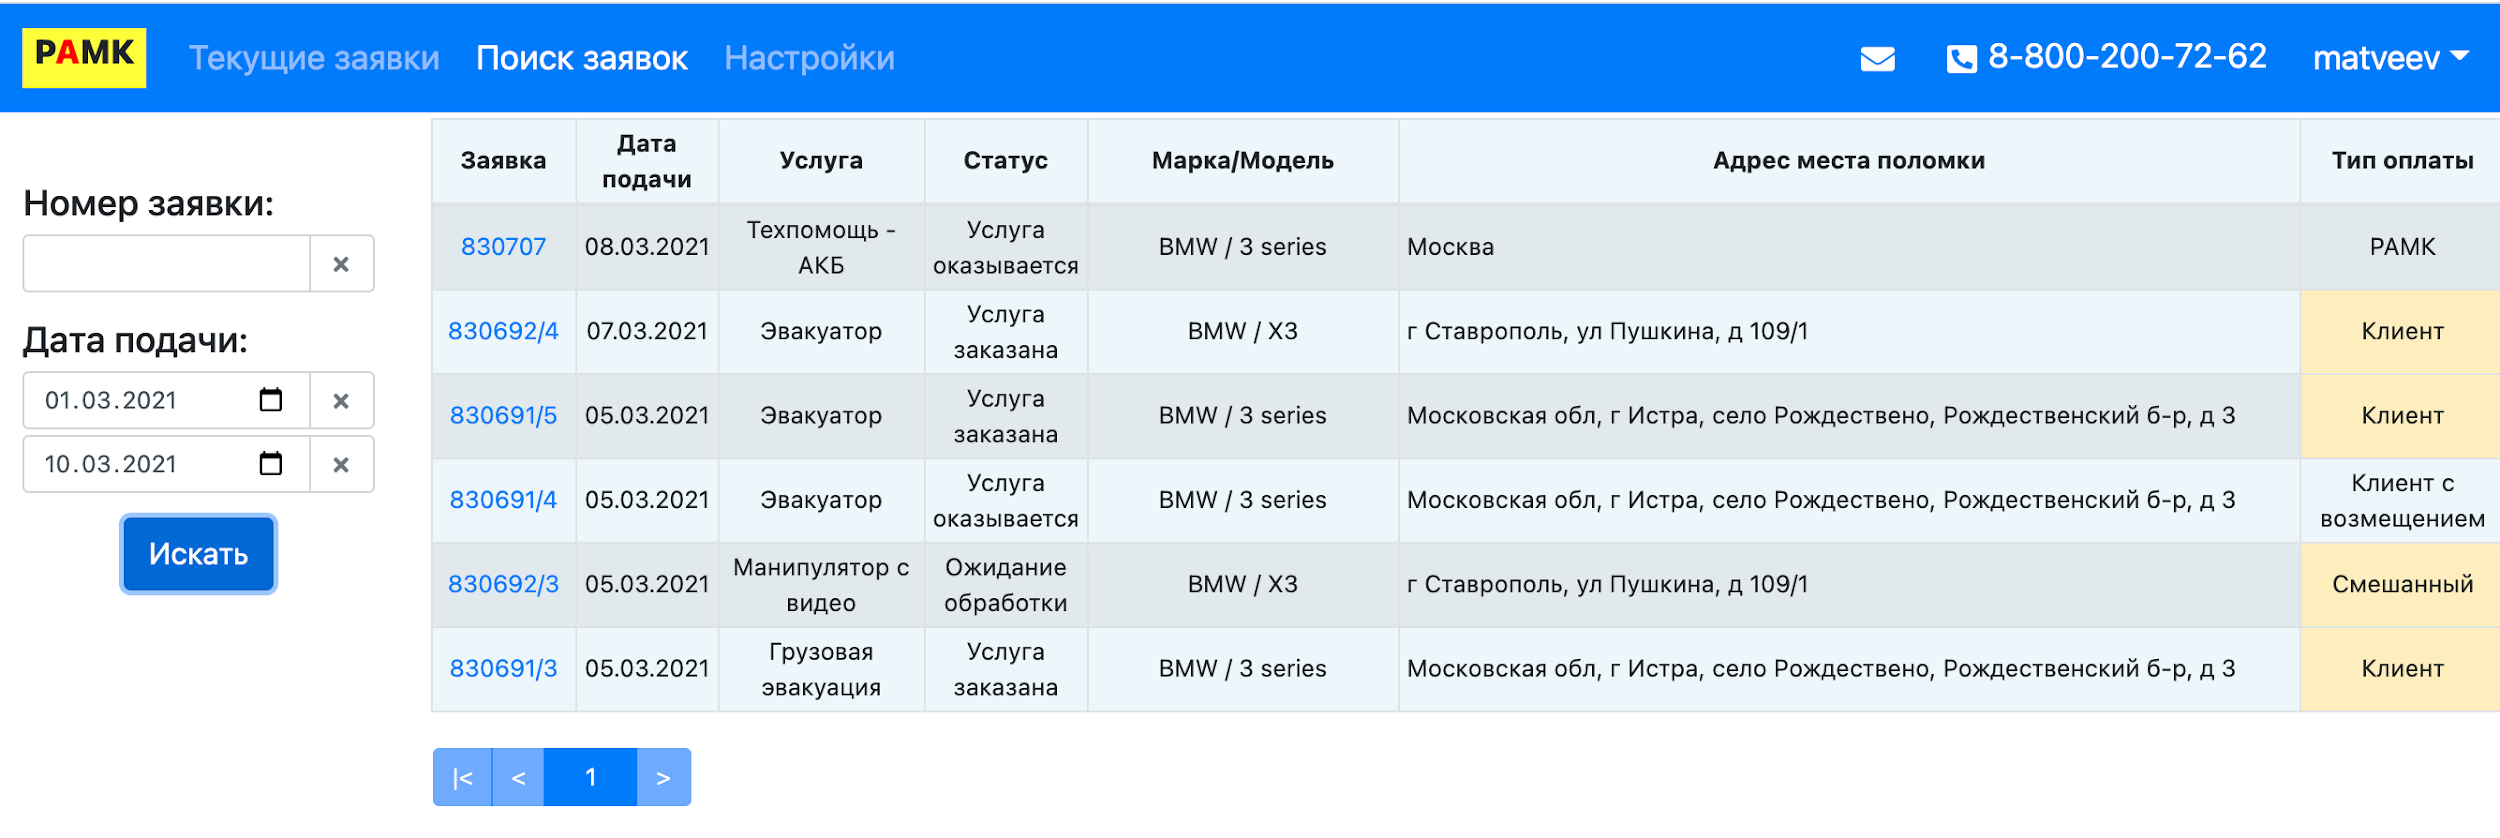 РАМК Текущие заявки Поиск заявок Настройки 8-800-200-72-62 matveev
Номер заявки:
Дата подачи:
01.03.2021
10.03.2021
Искать
Заявка Дата подачи Услуга Статус Марка/Модель Адрес места поломки Тип оплаты
830707 08.03.2021 Техпомощь - АКБ Услуга оказывается BMW / 3 series Москва РАМК
830692/4 07.03.2021 Эвакуатор Услуга заказана BMW / X3 г Ставрополь, ул Пушкина, д 109/1 Клиент
830691/5 05.03.2021 Эвакуатор Услуга заказана BMW / 3 series Московская обл, г Истра, село Рождествено, Рождественский б-р, д 3 Клиент
830691/4 05.03.2021 Эвакуатор Услуга оказывается BMW / 3 series Московская обл, г Истра, село Рождествено, Рождественский б-р, д 3 Клиент с возмещением
830692/3 05.03.2021 Манипулятор с видео Ожидание обработки BMW / X3 г Ставрополь, ул Пушкина, д 109/1 Смешанный
830691/3 05.03.2021 Грузовая эвакуация Услуга заказана BMW / 3 series Московская обл, г Истра, село Рождествено, Рождественский б-р, д 3 Клиент
|< < 1 >